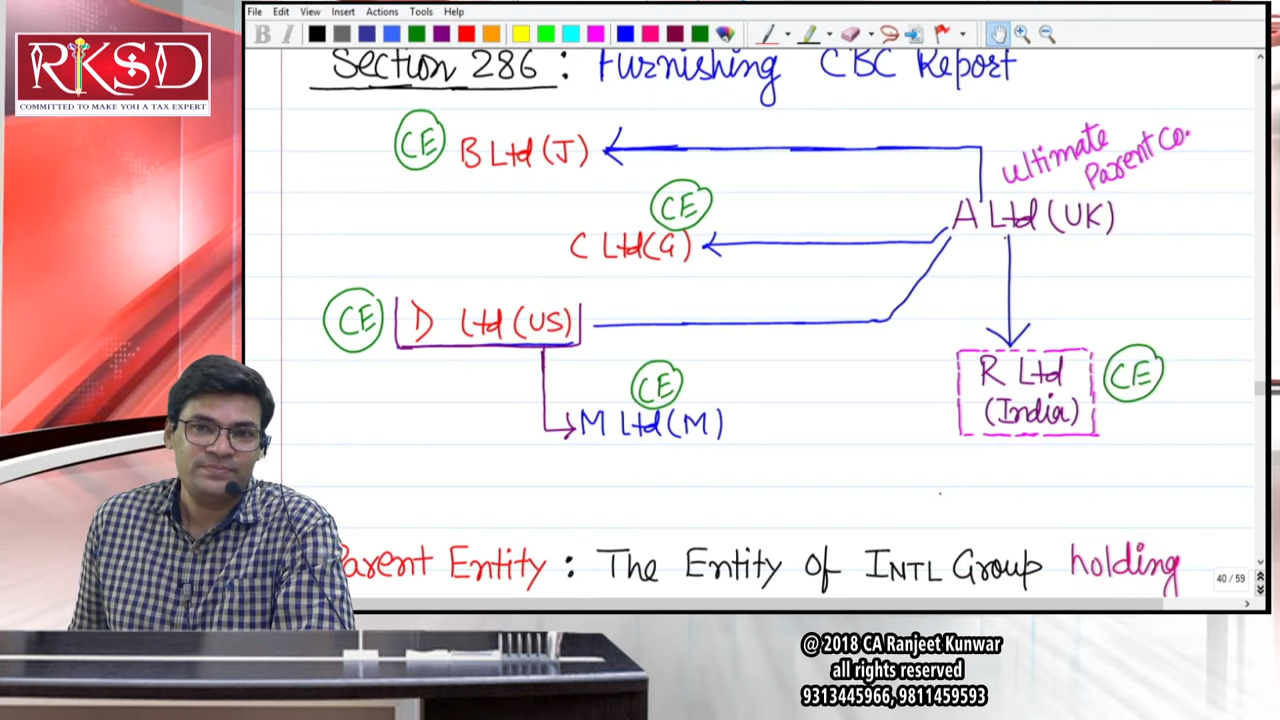 File Edit View Insert Actions Tools Help
B I
RKSD
COMMITTED TO MAKE YOU A TAX EXPERT
Section 286 : Furnishing CBC Report
CE B Ltd (J)
ultimate
Parent Co.
CE
A Ltd (UK)
C Ltd (G)
CE D Ltd (US)
CE
R Ltd
(India)
CE
M Ltd (M)
Parent Entity : The Entity Of INTL Group holding
40 / 59
@ 2018 CA Ranjeet Kunwar
all rights reserved
9313445966, 9811459593